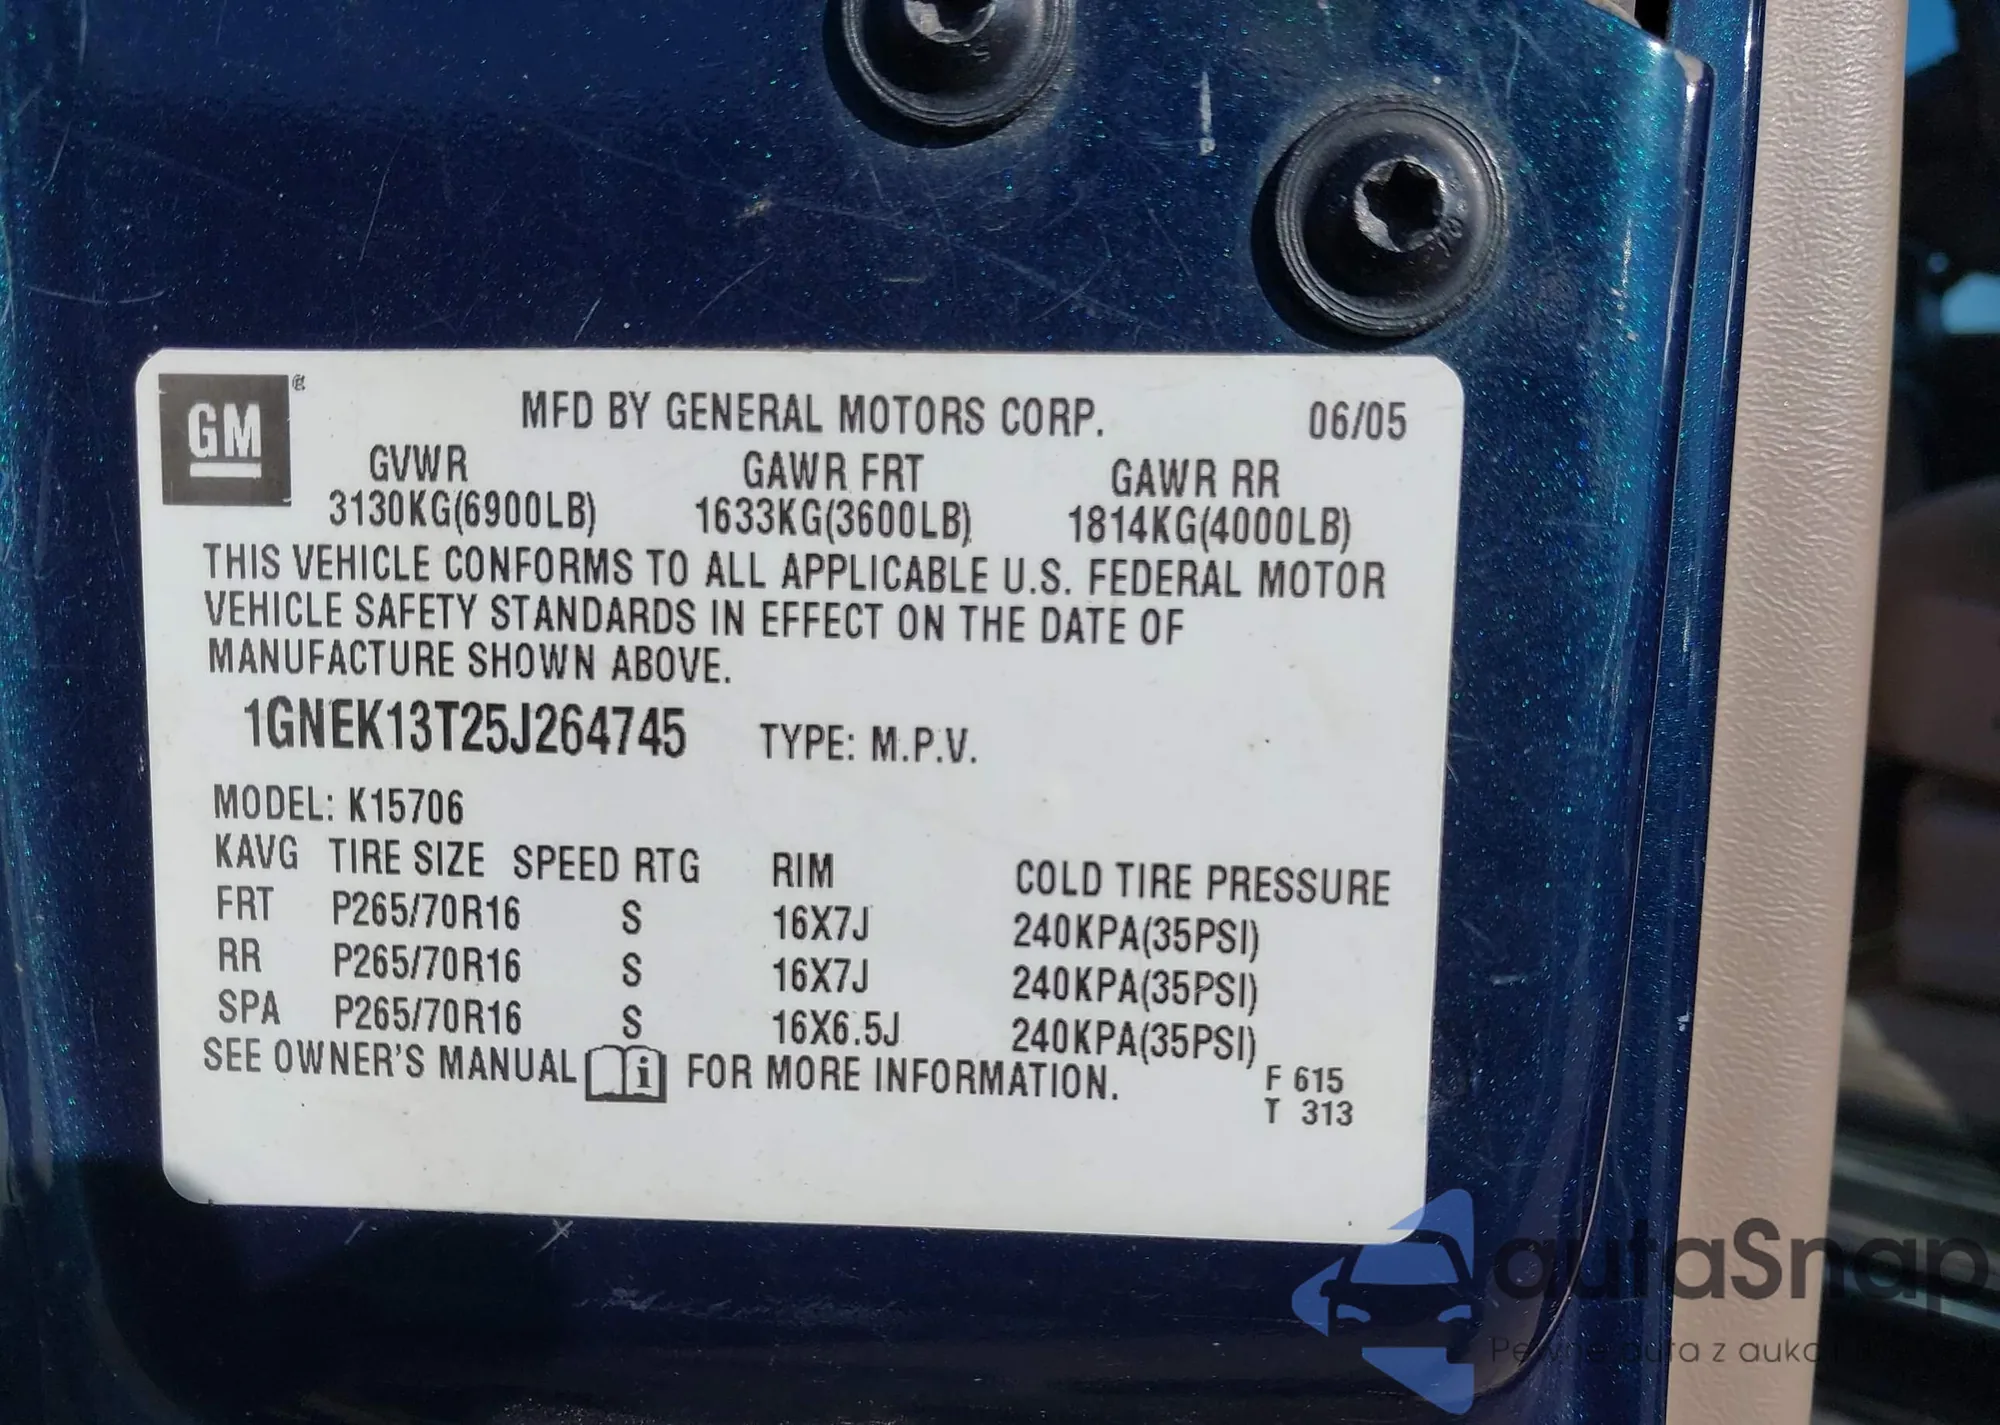 GM ®
MFD BY GENERAL MOTORS CORP. 06/05
GVWR GAWR FRT GAWR RR
3130KG(6900LB) 1633KG(3600LB) 1814KG(4000LB)
THIS VEHICLE CONFORMS TO ALL APPLICABLE U.S. FEDERAL MOTOR
VEHICLE SAFETY STANDARDS IN EFFECT ON THE DATE OF
MANUFACTURE SHOWN ABOVE.
1GNEK13T25J264745 TYPE: M.P.V.
MODEL: K15706
KAVG TIRE SIZE SPEED RTG RIM COLD TIRE PRESSURE
FRT P265/70R16 S 16X7J 240KPA(35PSI)
RR P265/70R16 S 16X7J 240KPA(35PSI)
SPA P265/70R16 S 16X6.5J 240KPA(35PSI)
SEE OWNER'S MANUAL i FOR MORE INFORMATION.
F 615
T 313
autaSnap
auta z